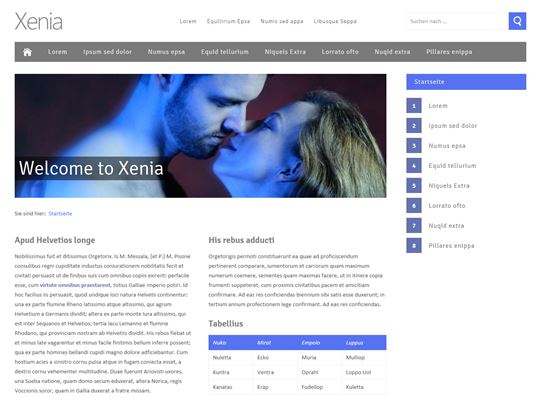 Xenia
Lorem Equilirium Epsa Numis sed appa Libusque Seppa
Suchen nach ...
Lorem Ipsum sed dolor Numus epsa Equid tellurium Niqueis Extra Lorrato ofto Nuqid extra Pillares enippa
Welcome to Xenia
Startseite
1 Lorem
2 Ipsum sed dolor
3 Numus epsa
4 Equid tellurium
5 Niqueis Extra
6 Lorrato ofto
7 Nuqid extra
8 Pillares enippa
Sie sind hier: Startseite
Apud Helvetios longe
Nobilissimus fuit et ditissimus Orgetorix. Is M. Messala, [et P.] M. Pisone
consulibus regni cupiditate inductus coniurationem nobilitatis fecit et
civitati persuasit ut de finibus suis cum omnibus copiis exirent: perfacile
esse, cum virtute omnibus praestarent, totius Galliae imperio potiri. Id
hoc facilius iis persuasit, quod undique loci natura Helvetii continentur:
una ex parte flumine Rheno latissimo atque altissimo, qui agrum
Helvetium a Germanis dividit; altera ex parte monte Iura altissimo, qui
est inter Sequanos et Helvetios; tertia lacu Lemanno et flumine
Rhodano, qui provinciam nostram ab Helvetiis dividit. His rebus fiebat ut
et minus late vagarentur et minus facile finitimis bellum inferre possent;
qua ex parte homines bellandi cupidi magno dolore adficiebantur. Cum
hostium acies a sinistro cornu pulsa atque in fugam coniecta esset, a
dextro cornu vehementer multitudine. Duae fuerunt Ariovisti uxores,
una Sueba natione, quam domo secum eduxerat, altera Norica, regis
Voccionis soror, quam in Gallia duxerat a fratre missam.
His rebus adducti
Orgetorigis permoti constituerunt ea quae ad proficiscendum
pertinerent comparare, iumentorum et carrorum quam maximum
numerum coemere, sementes quam maximas facere, ut in itinere copia
frumenti suppeteret, cum proximis civitatibus pacem et amicitiam
confirmare. Ad eas res conficiendas biennium sibi satis esse duxerunt; in
tertium annum profectionem lege confirmant. Ad eas res conficiendas.
Tabellius
Nukis Mirot Empolo Luppus
Nuletta Ecko Muria Mulliop
Kuntra Ventra Oprahl Loppo Uol
Kanatas Erap Fudellop Kuletta